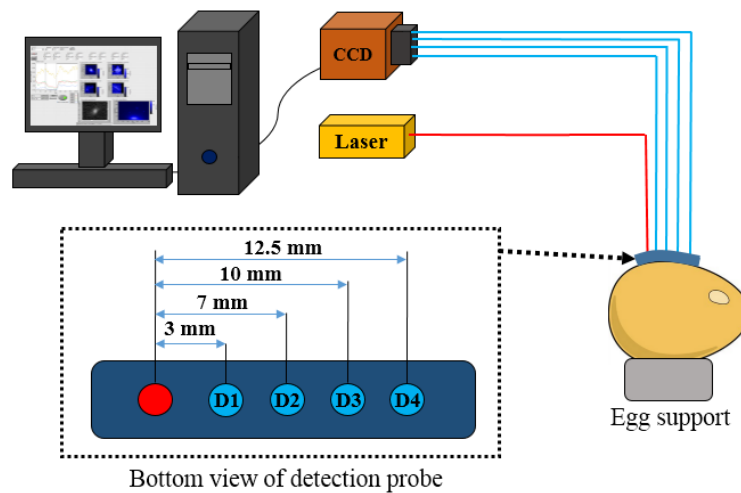 CCD
Laser
12.5 mm
10 mm
7 mm
3 mm
D1 D2 D3 D4
Egg support
Bottom view of detection probe